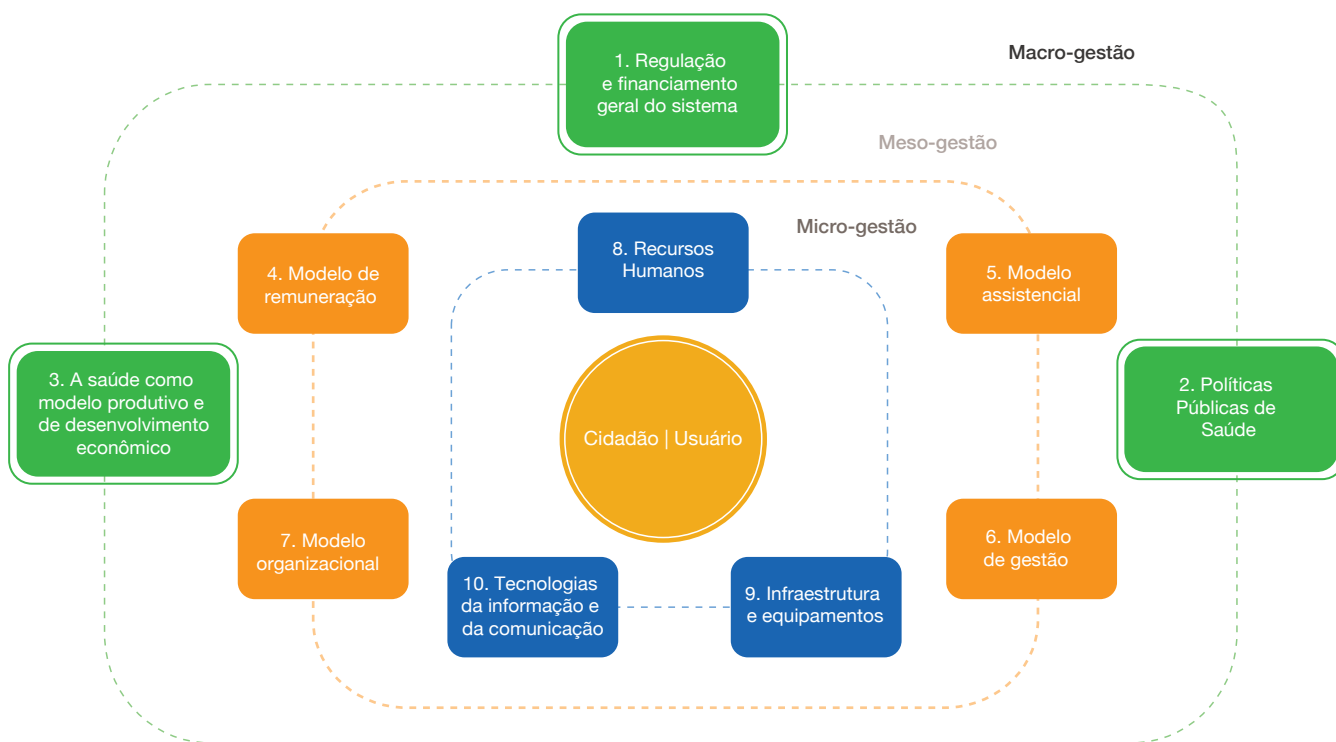 1. Regulação
e financiamento
geral do sistema
Macro-gestão
Meso-gestão
Micro-gestão
8. Recursos
Humanos
4. Modelo de
remuneração
5. Modelo
assistencial
3. A saúde como
modelo produtivo e
de desenvolvimento
econômico
Cidadão | Usuário
2. Políticas
Públicas de
Saúde
7. Modelo
organizacional
6. Modelo
de gestão
10. Tecnologias
da informação e
da comunicação
9. Infraestrutura
e equipamentos